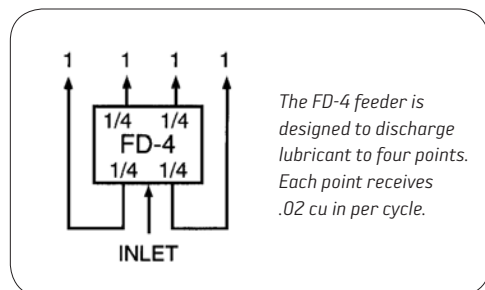 1 1 1 1
1/4 1/4
FD-4
1/4 1/4
INLET
The FD-4 feeder is
designed to discharge
lubricant to four points.
Each point receives
.02 cu in per cycle.